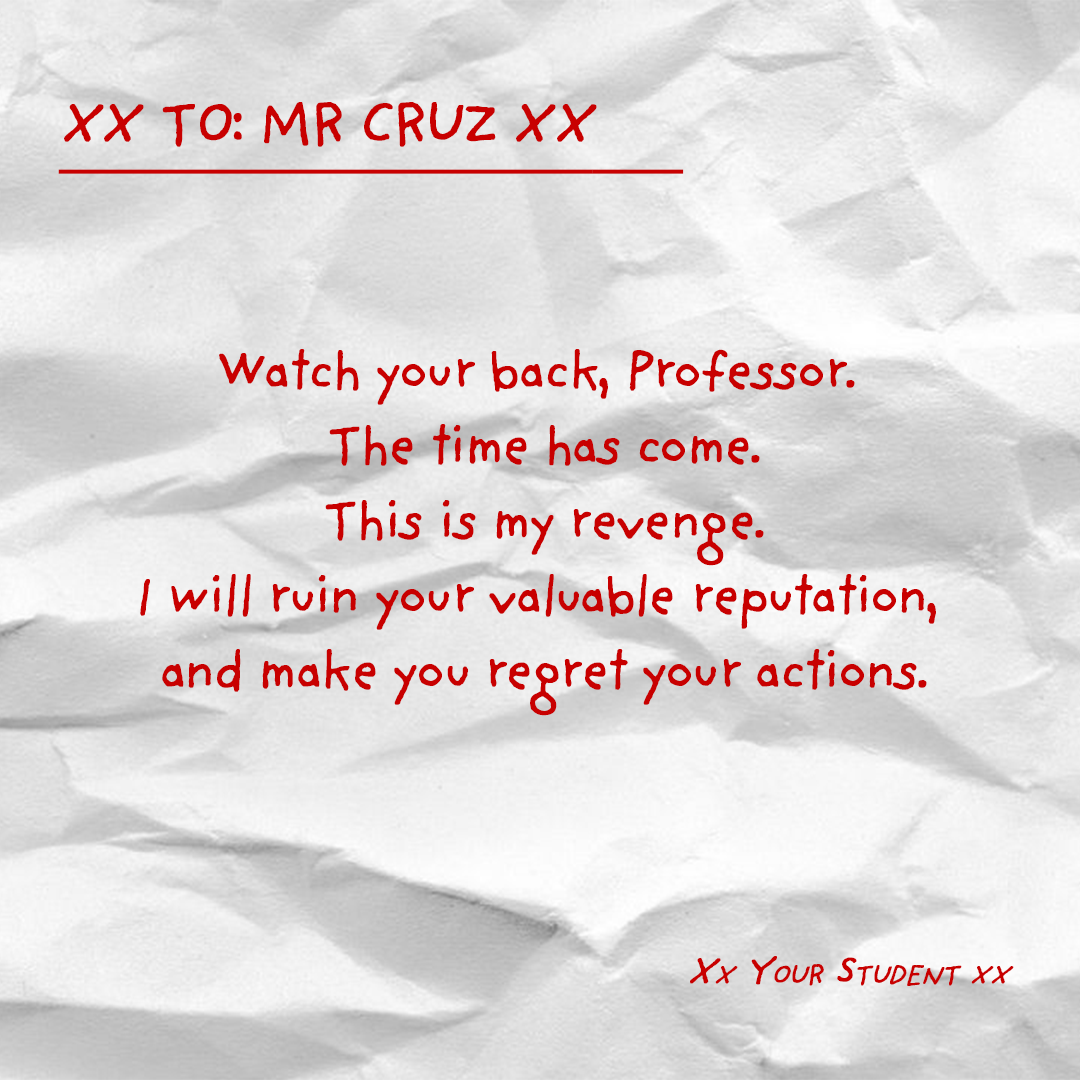 XX TO: MR CRUZ XX
Watch your back, Professor.
The time has come.
This is my revenge.
I will ruin your valuable reputation,
and make you regret your actions.
Xx Your Student xx